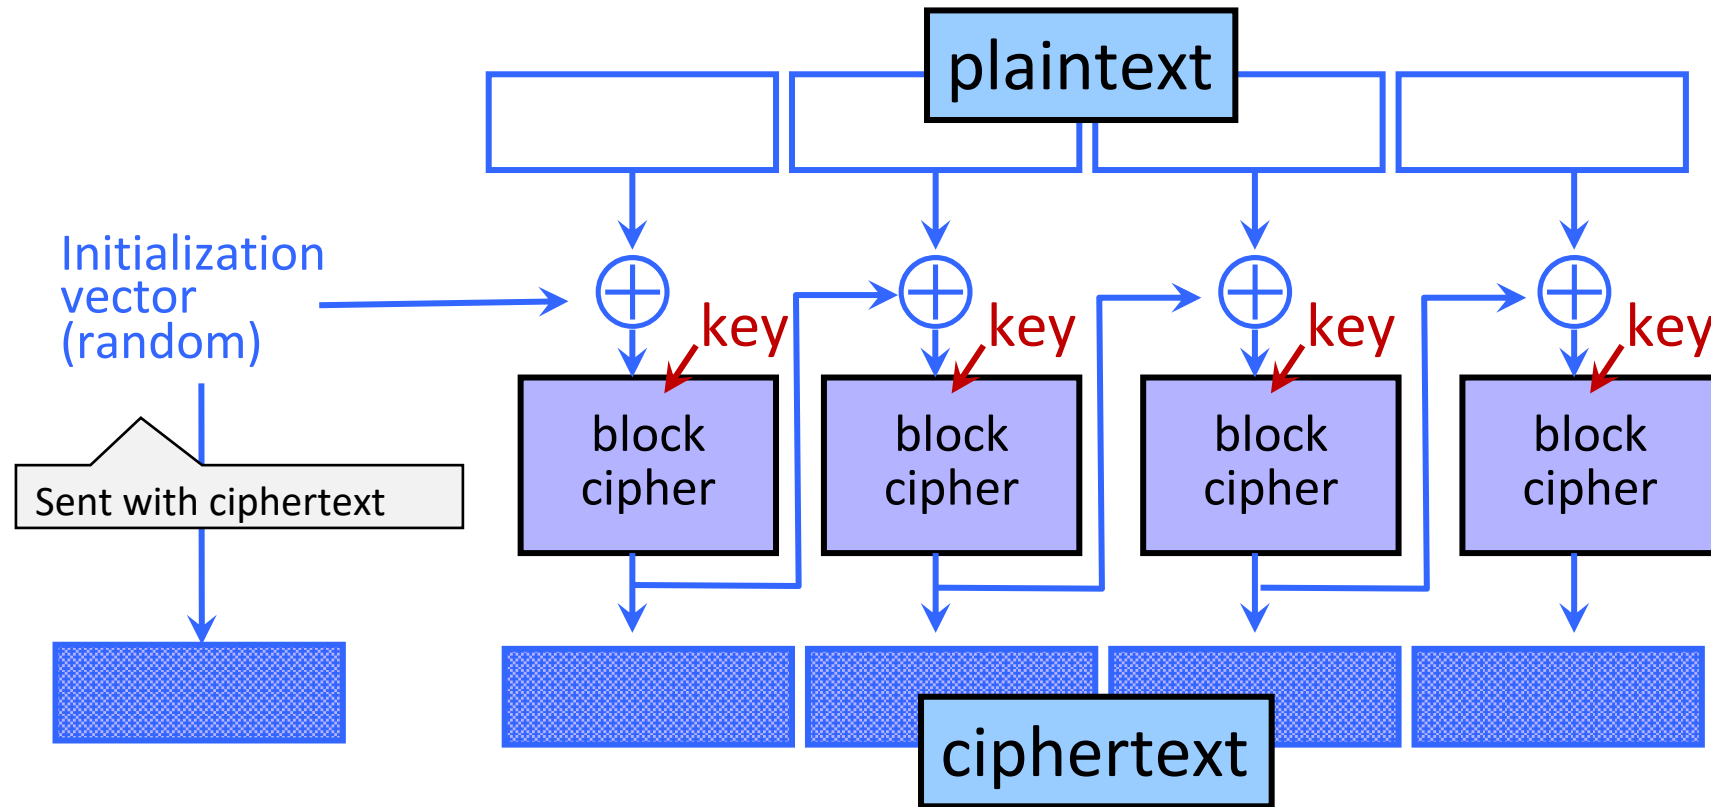 plaintext
Initialization
vector
(random)
key
key
key
key
block
cipher
block
cipher
block
cipher
block
cipher
Sent with ciphertext
ciphertext